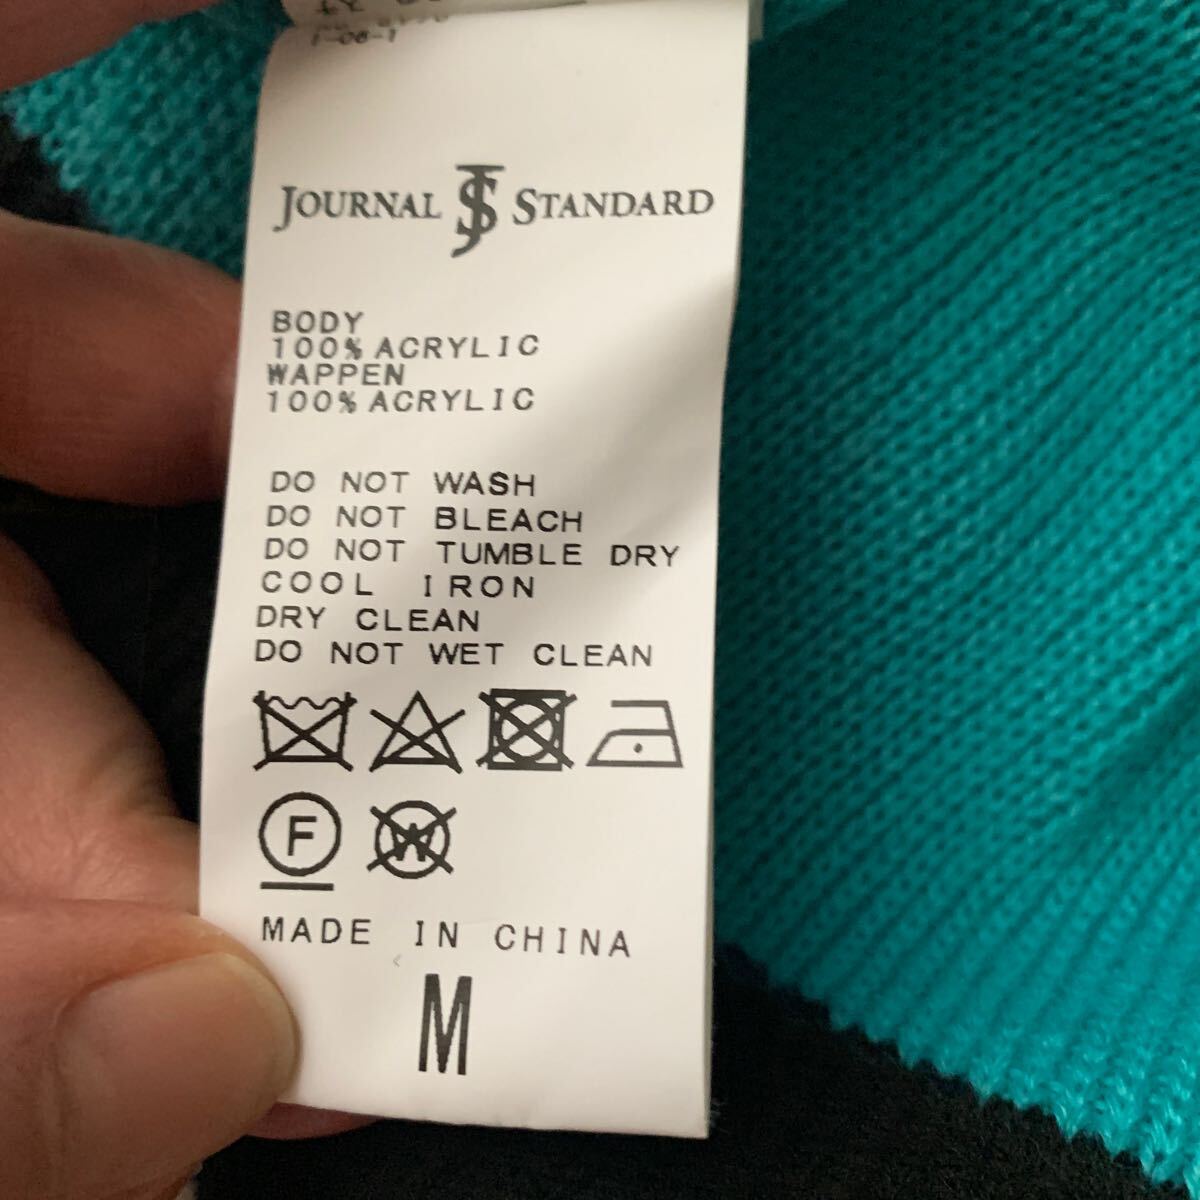 JOURNAL JS STANDARD
BODY
100% ACRYLIC
WAPPEN
100% ACRYLIC
DO NOT WASH
DO NOT BLEACH
DO NOT TUMBLE DRY
COOL IRON
DRY CLEAN
DO NOT WET CLEAN
F W
MADE IN CHINA
M